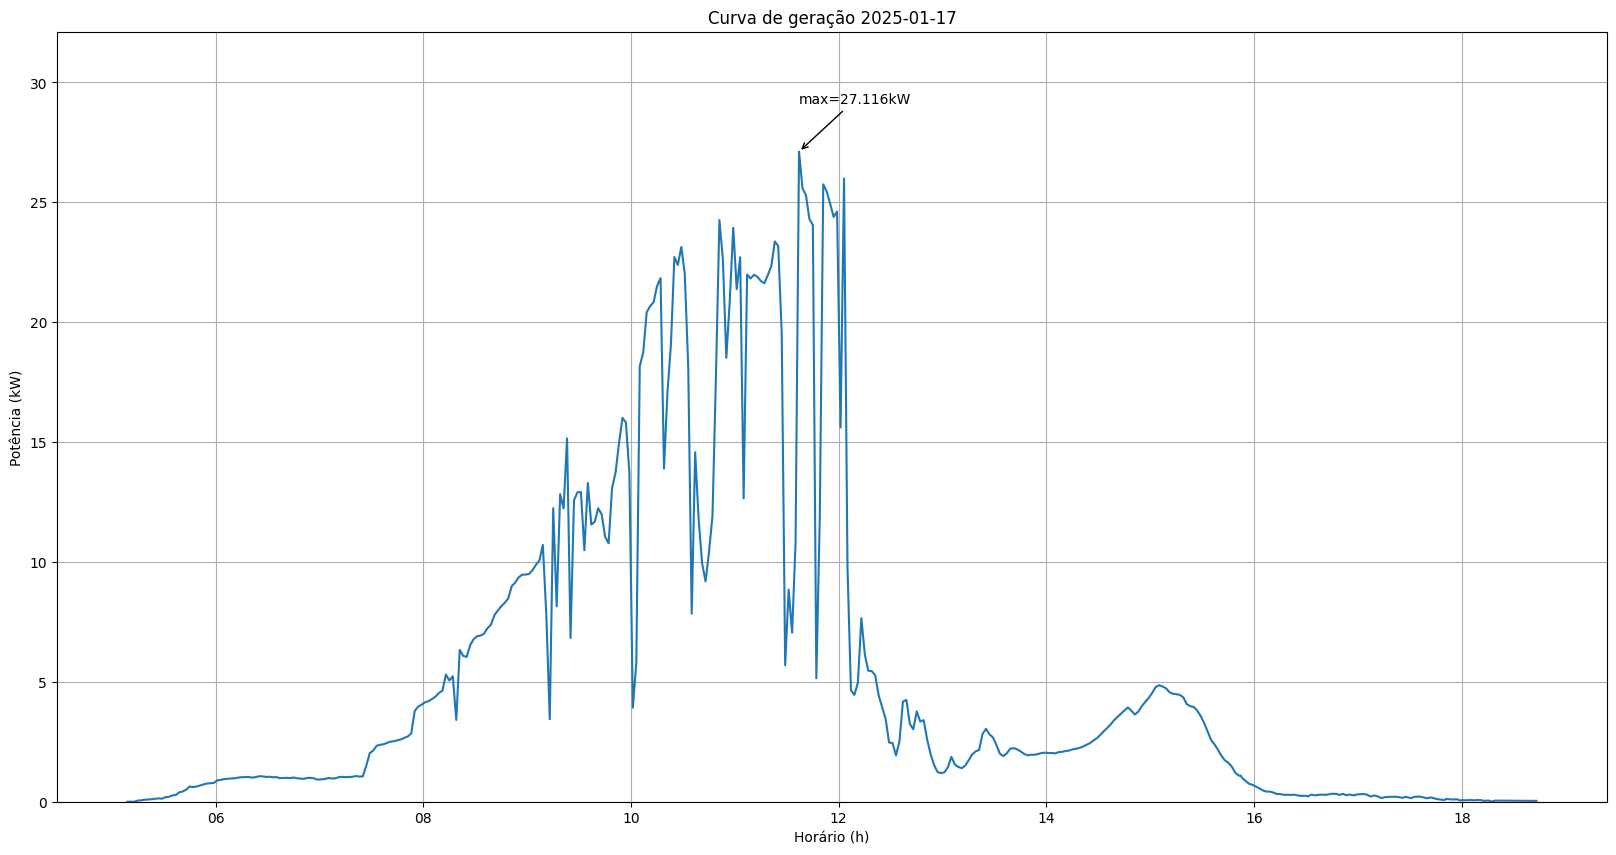 Curva de geração 2025-01-17
max=27.116kW
Potência (kW)
30
25
20
15
10
5
0
06 08 10 12 14 16 18
Horário (h)